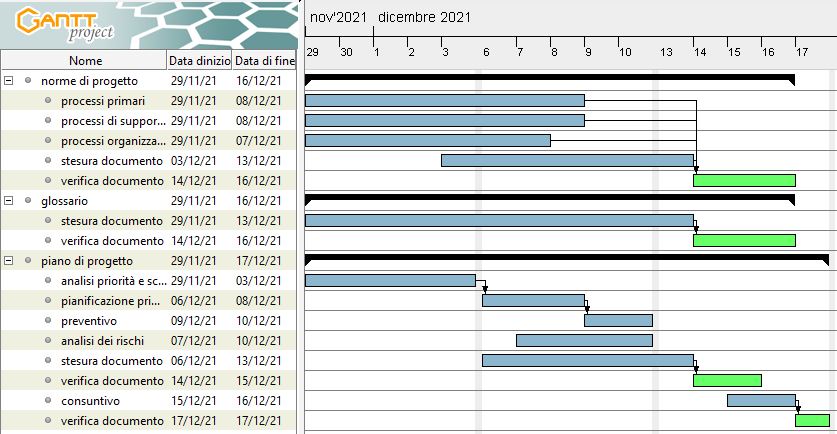 GANTT project
nov'2021 dicembre 2021
29 30 1 2 3 6 7 8 9 10 13 14 15 16 17
Nome Data dinizio Data di fine
norme di progetto 29/11/21 16/12/21
processi primari 29/11/21 08/12/21
processi di suppor... 29/11/21 08/12/21
processi organizza... 29/11/21 07/12/21
stesura documento 03/12/21 13/12/21
verifica documento 14/12/21 16/12/21
glossario 29/11/21 16/12/21
stesura documento 29/11/21 13/12/21
verifica documento 14/12/21 16/12/21
piano di progetto 29/11/21 17/12/21
analisi priorità e sc... 29/11/21 03/12/21
pianificazione pri... 06/12/21 08/12/21
preventivo 09/12/21 10/12/21
analisi dei rischi 07/12/21 10/12/21
stesura documento 06/12/21 13/12/21
verifica documento 14/12/21 15/12/21
consuntivo 15/12/21 16/12/21
verifica documento 17/12/21 17/12/21